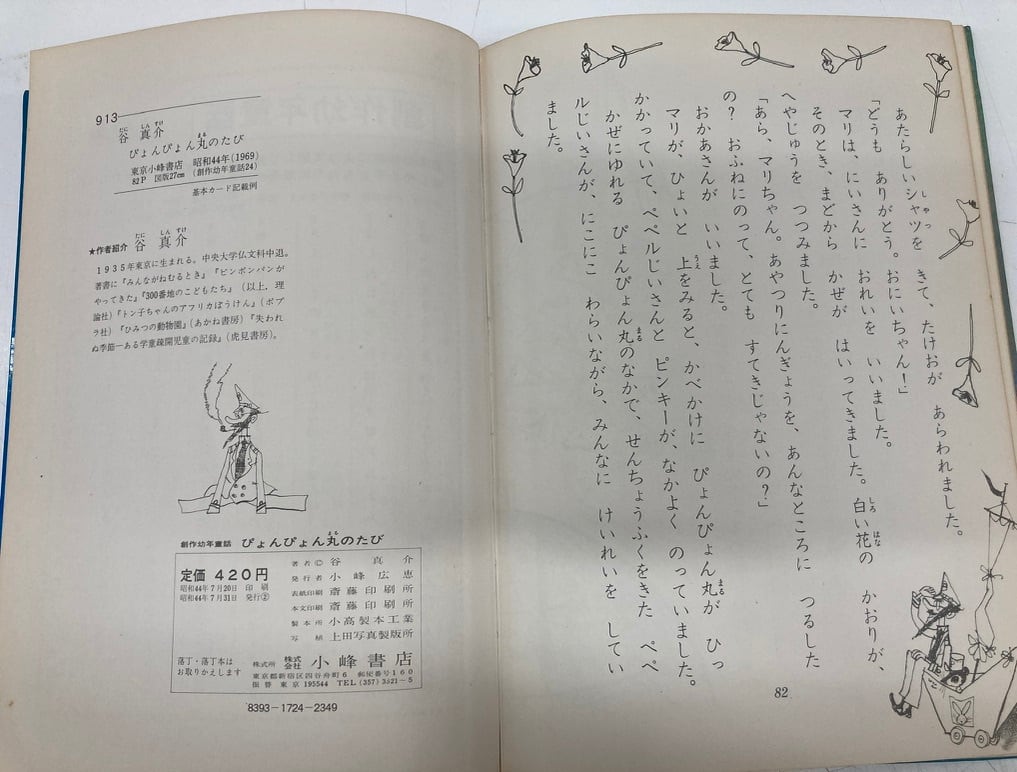 あたらしいシャツを　きて、たけおが　あらわれました。
「どうも　ありがとう。おにいちゃん！」
マリは、にいさんに　おれいを　いいました。
そのとき、まどから　かぜが　はいってきました。白い花の　かおりが、
へやじゅうを　つつみました。
「あら、マリちゃん。あやつりにんぎょうを、あんなところに　つるした
の？　おふねにのって、とても　すてきじゃないの？」
おかあさんが　いいました。
マリが、ひょいと　上をみると、かべかけに　ぴょんぴょん丸が　ひっ
かかっていて、ペペルじいさんと　ピンキーが、なかよく　のっていました。
かぜにゆれる　ぴょんぴょん丸のなかで、せんちょうふくをきた　ペペ
ルじいさんが、にこにこ　わらいながら、みんなに　けいれいを　してい
ました。
82
913
たに　しん すけ
谷　真介
まる
ぴょんぴょん丸のたび
東京小峰書店　昭和44年(1969)
82P　図版27cm　(創作幼年童話24)
基本カード記載例
たに　しん すけ
★作者紹介　谷　真介
1935年東京に生まれる。中央大学仏文科中退。
著書に『みんながねむるとき』『ピンポンパンが
やってきた』『300番地のこどもたち』（以上，理
論社）『トン子ちゃんのアフリカぼうけん』（ポプ
ラ社）『ひみつの動物園』（あかね書房）『失われ
ぬ季節ーある学童疎開児童の記録』（虎見書房）。
まる
創作幼年童話　ぴょんぴょん丸のたび
定価　420円
昭和44年7月20日　印刷
昭和44年7月31日　発行②
落丁・落丁本は
お取りかえします
著者©　谷　真介
発行者　小峰広恵
表紙印刷　斎藤印刷所
本文印刷　斎藤印刷所
製本所　小高製本工業
写植　上田写真製版所
発行所　株式会社　小峰書店
東京都新宿区四谷舟町6　郵便番号160
振替　東京195544　TEL(357)3521-5
8393-1724-2349